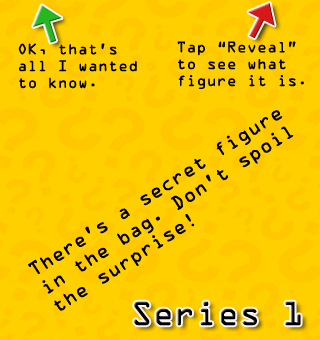 OK, that's
all I wanted
to know.
Tap “Reveal”
to see what
figure it is.
There's a secret figure
in the bag. Don't spoil
the surprise!
Series 1